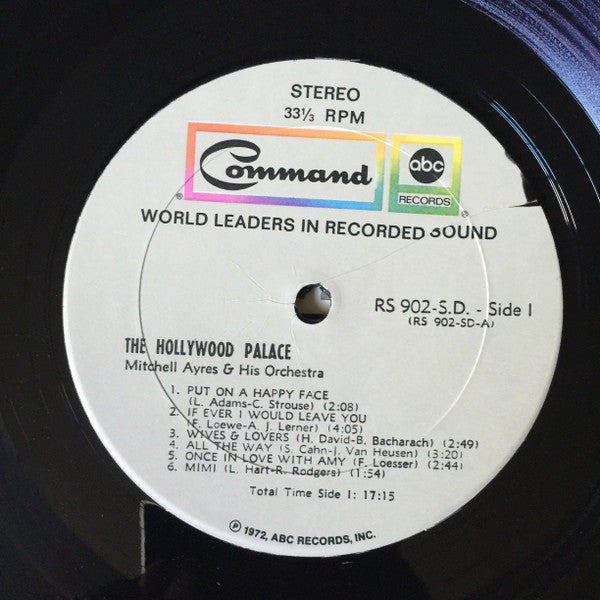 STEREO
33⅓ RPM
Command
abc
RECORDS
® ®
WORLD LEADERS IN RECORDED SOUND
RS 902-S.D. - Side I
(RS 902-SD-A)
THE HOLLYWOOD PALACE
Mitchell Ayres & His Orchestra
1. PUT ON A HAPPY FACE
(L. Adams-C. Strouse) (2:08)
2. IF EVER I WOULD LEAVE YOU
(F. Loewe-A. J. Lerner) (4:05)
3. WIVES & LOVERS (H. David-B. Bacharach) (2:49)
4. ALL THE WAY (S. Cahn-J. Van Heusen) (3:20)
5. ONCE IN LOVE WITH AMY (F. Loesser) (2:44)
6. MIMI (L. Hart-R. Rodgers) (1:54)
Total Time Side I: 17:15
℗ 1972, ABC RECORDS, INC.